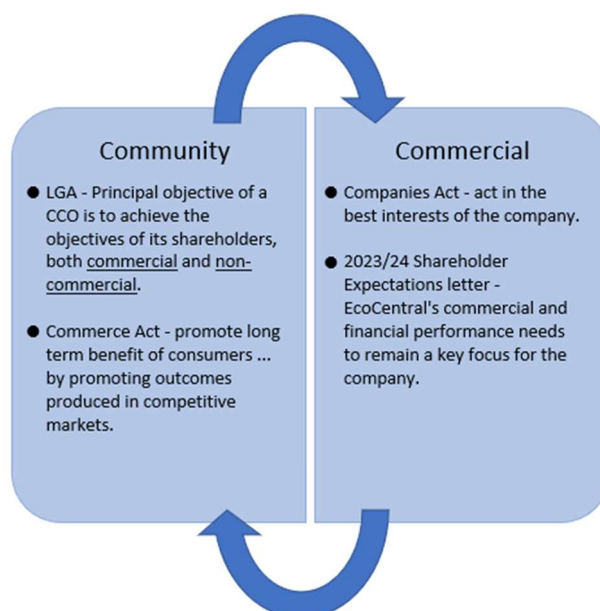 Community
● LGA - Principal objective of a
CCO is to achieve the
objectives of its shareholders,
both commercial and non-
commercial.
● Commerce Act - promote long
term benefit of consumers ...
by promoting outcomes
produced in competitive
markets.
Commercial
● Companies Act - act in the
best interests of the company.
● 2023/24 Shareholder
Expectations letter -
EcoCentral's commercial and
financial performance needs
to remain a key focus for the
company.